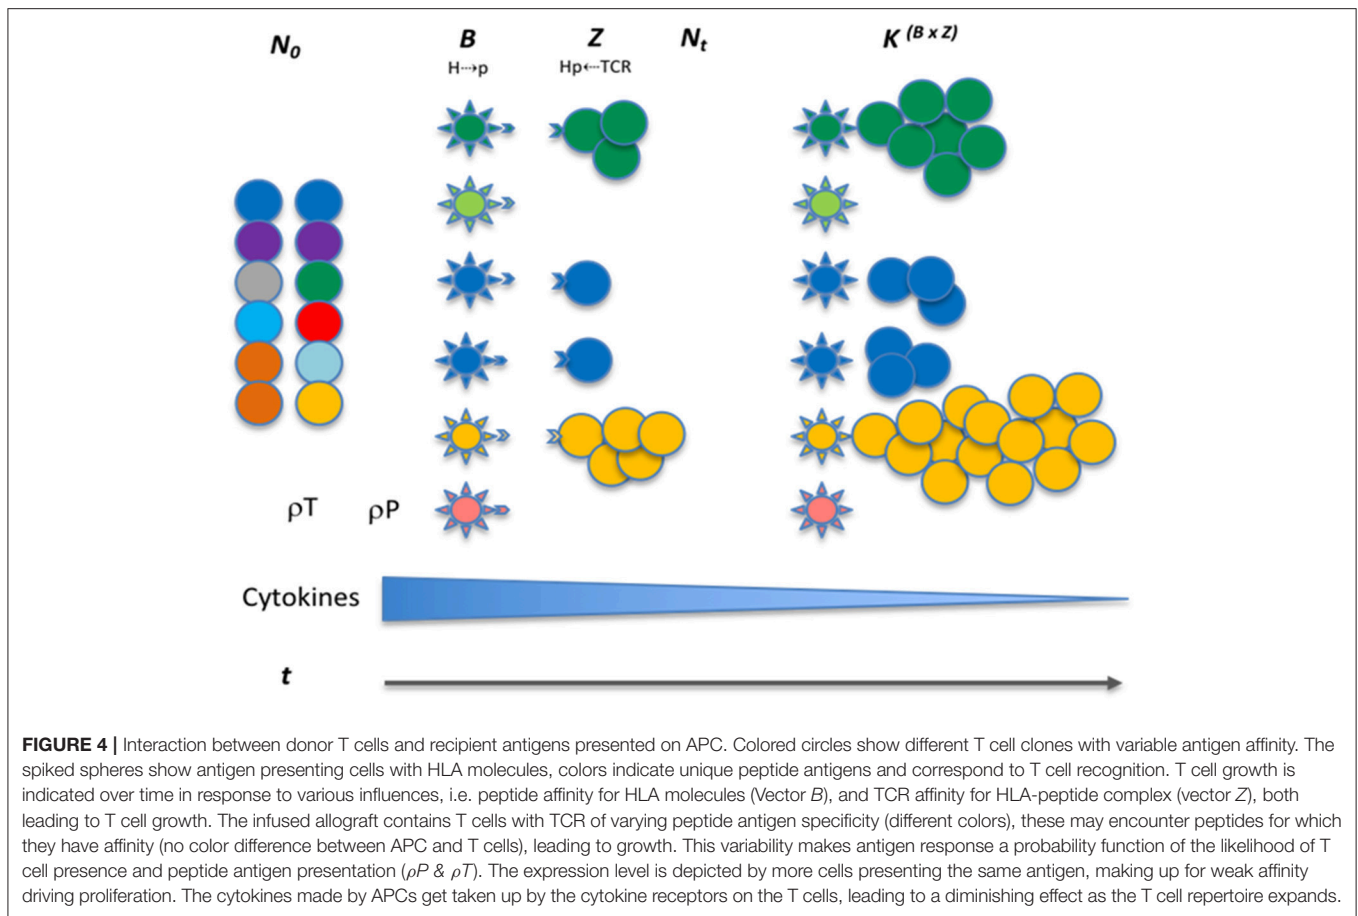 N₀ B Z Nₜ K ⁽ᴮ ˣ ᶻ⁾
H⤑p Hp⬸TCR
ρT ρP
Cytokines
t
FIGURE 4 | Interaction between donor T cells and recipient antigens presented on APC. Colored circles show different T cell clones with variable antigen affinity. The
spiked spheres show antigen presenting cells with HLA molecules, colors indicate unique peptide antigens and correspond to T cell recognition. T cell growth is
indicated over time in response to various influences, i.e. peptide affinity for HLA molecules (Vector B), and TCR affinity for HLA-peptide complex (vector Z), both
leading to T cell growth. The infused allograft contains T cells with TCR of varying peptide antigen specificity (different colors), these may encounter peptides for which
they have affinity (no color difference between APC and T cells), leading to growth. This variability makes antigen response a probability function of the likelihood of T
cell presence and peptide antigen presentation (ρP & ρT). The expression level is depicted by more cells presenting the same antigen, making up for weak affinity
driving proliferation. The cytokines made by APCs get taken up by the cytokine receptors on the T cells, leading to a diminishing effect as the T cell repertoire expands.